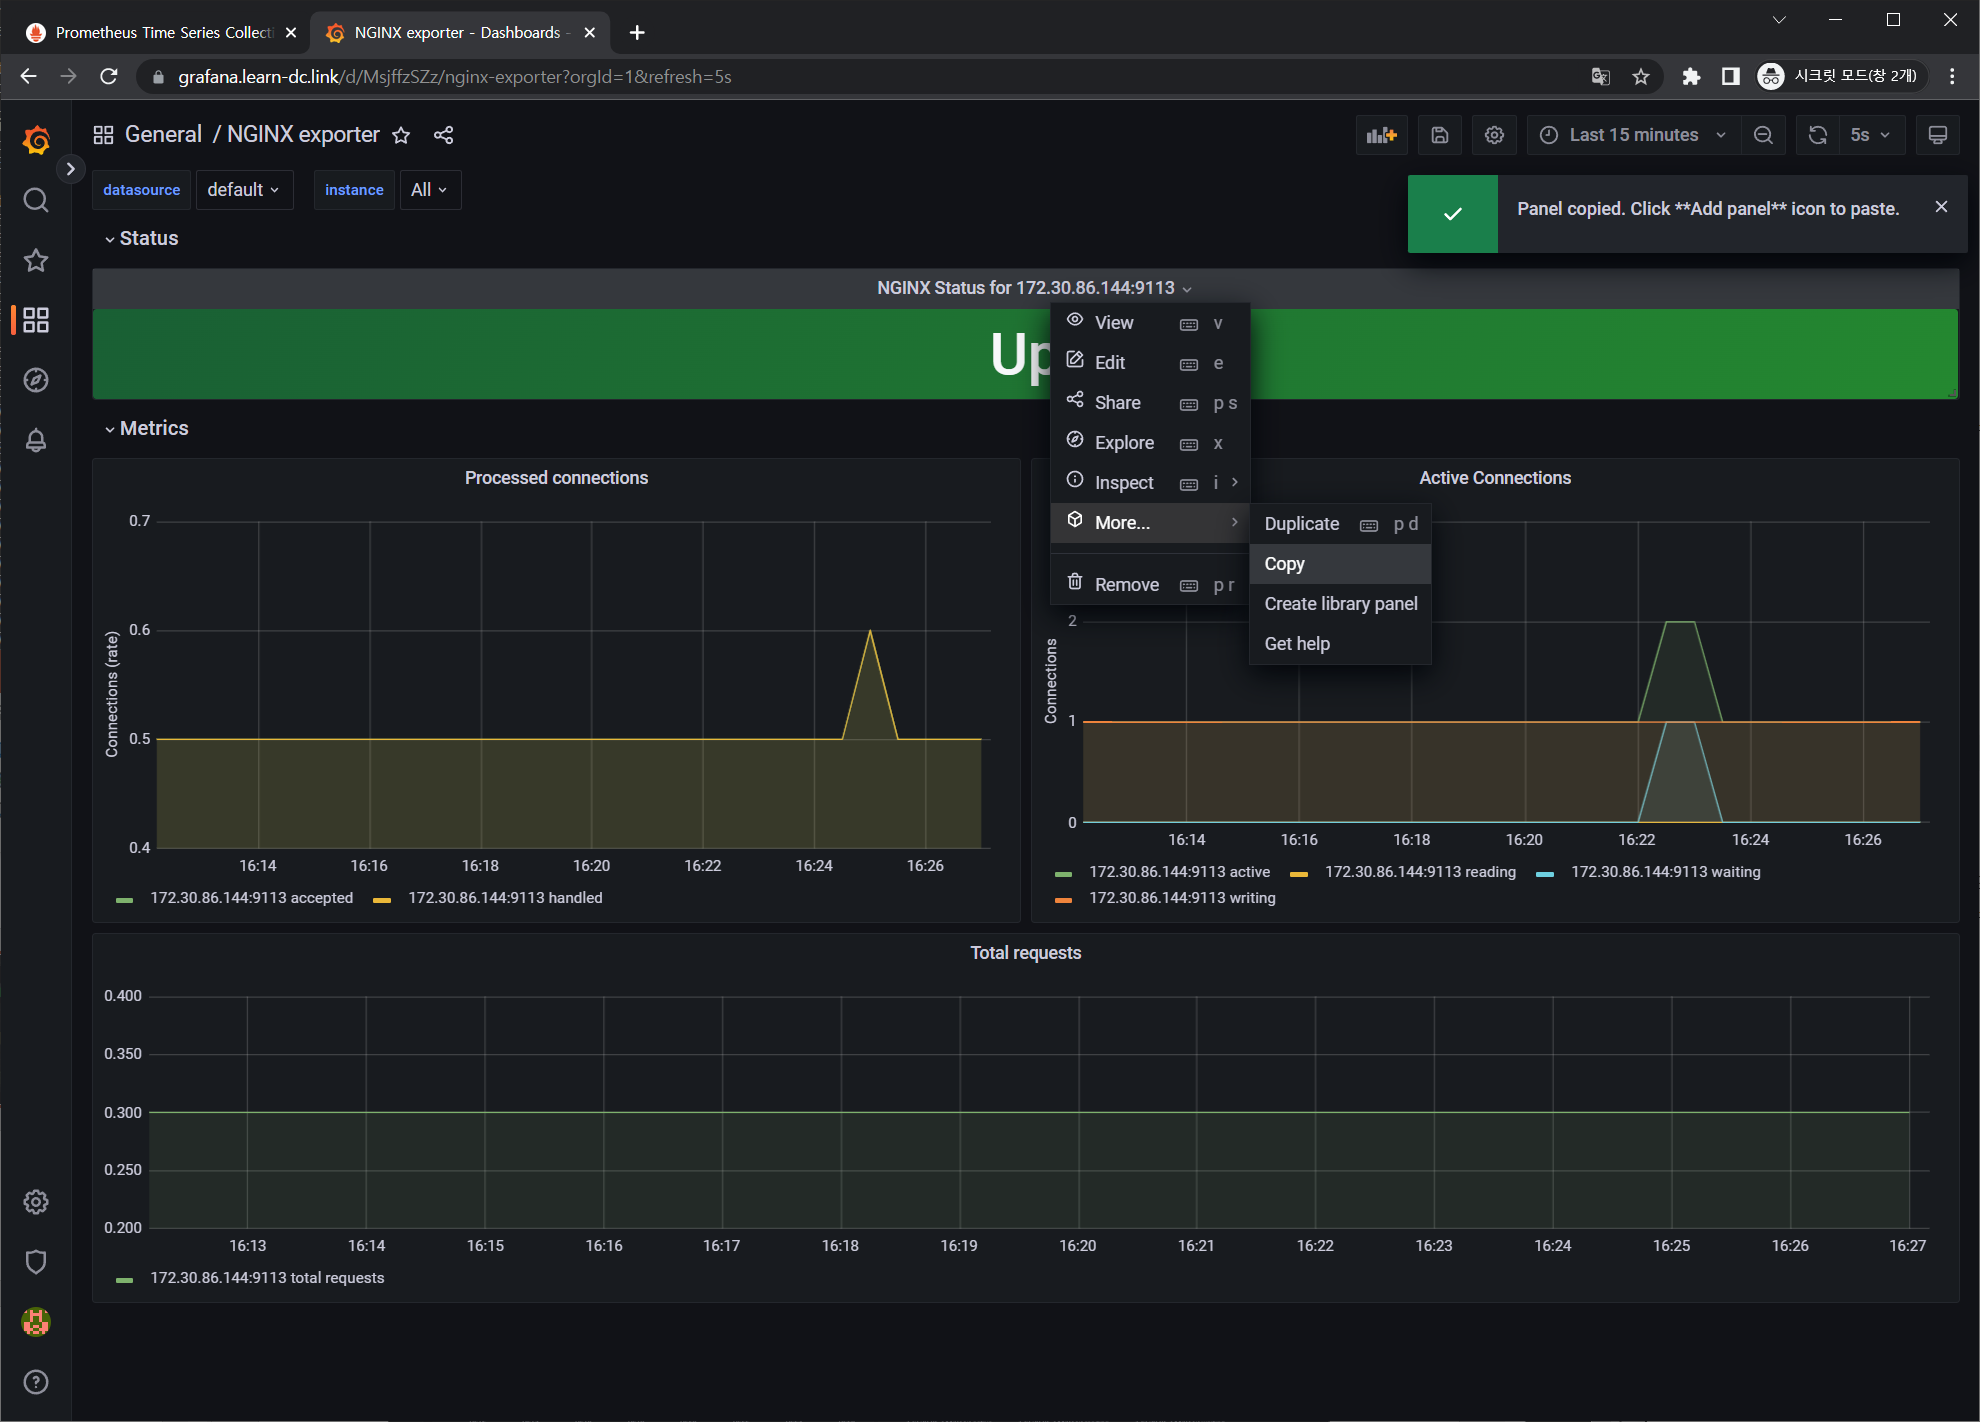 Prometheus Time Series Collecti
NGINX exporter - Dashboards -
grafana.learn-dc.link/d/MsjffzSZz/nginx-exporter?orgId=1&refresh=5s
시크릿 모드(창 2개)
General / NGINX exporter
Last 15 minutes
5s
datasource
default
instance
All
Panel copied. Click **Add panel** icon to paste.
Status
NGINX Status for 172.30.86.144:9113
Up
View v
Edit e
Share p s
Explore x
Inspect i
More...
Remove p r
Duplicate p d
Copy
Create library panel
Get help
Metrics
Processed connections
Connections (rate)
0.7
0.6
0.5
0.4
16:14 16:16 16:18 16:20 16:22 16:24 16:26
172.30.86.144:9113 accepted 172.30.86.144:9113 handled
Active Connections
Connections
2
1
0
16:14 16:16 16:18 16:20 16:22 16:24 16:26
172.30.86.144:9113 active 172.30.86.144:9113 reading 172.30.86.144:9113 waiting
172.30.86.144:9113 writing
Total requests
0.400
0.350
0.300
0.250
0.200
16:13 16:14 16:15 16:16 16:17 16:18 16:19 16:20 16:21 16:22 16:23 16:24 16:25 16:26 16:27
172.30.86.144:9113 total requests